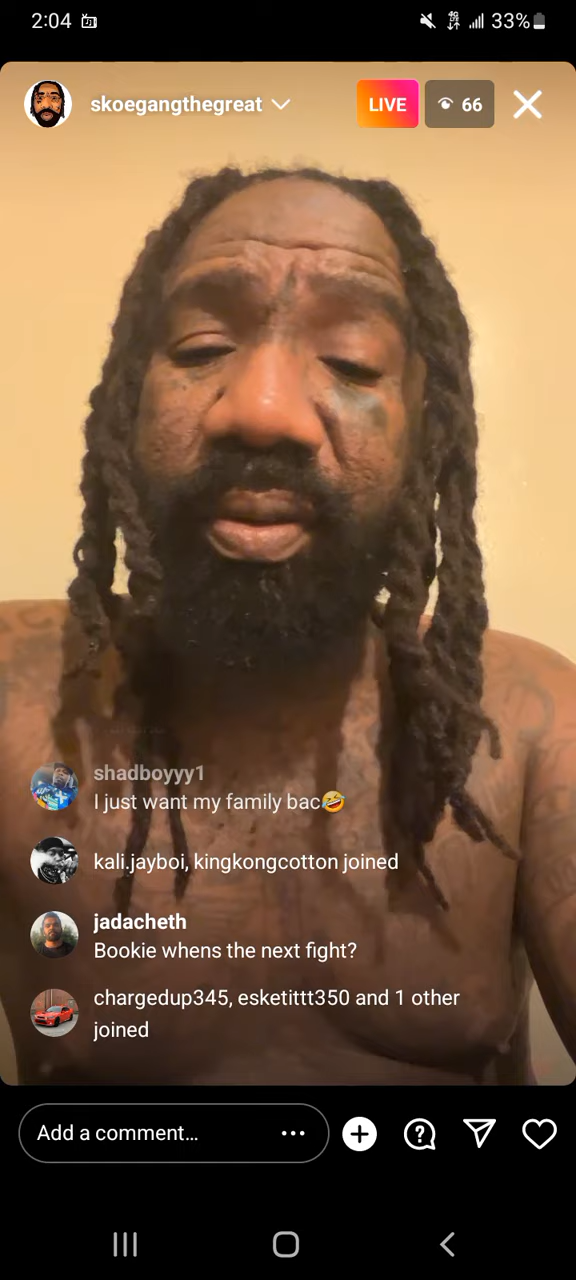 2:04
33%
skoegangthegreat
LIVE
66
shadboyyy1
I just want my family bac🤣
kali.jayboi, kingkongcotton joined
jadacheth
Bookie whens the next fight?
chargedup345, esketittt350 and 1 other
joined
Add a comment...